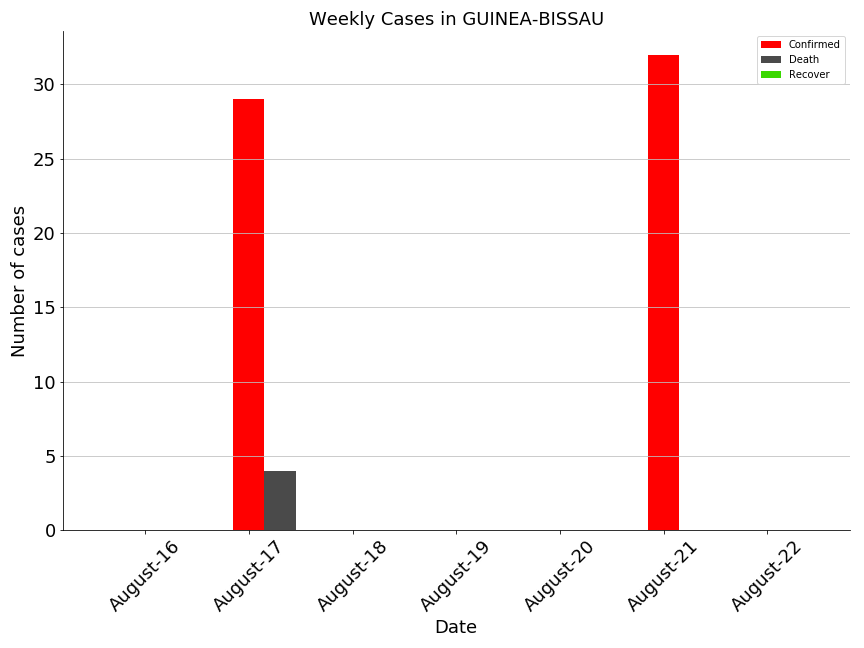 Weekly Cases in GUINEA-BISSAU
Confirmed
Death
Recover
Number of cases
30
25
20
15
10
5
0
August-16
August-17
August-18
August-19
August-20
August-21
August-22
Date